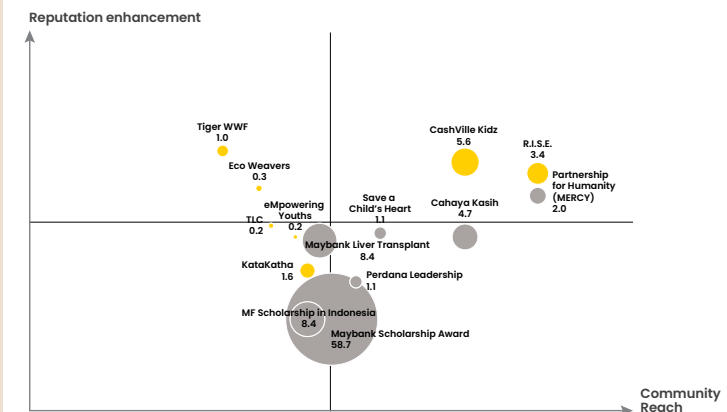 Reputation enhancement
Tiger WWF
1.0
Eco Weavers
0.3
eMpowering
Youths
0.2
TLC
0.2
CashVille Kidz
5.6
R.I.S.E.
3.4
Partnership
for Humanity
(MERCY)
2.0
Save a
Child's Heart
1.1
Cahaya Kasih
4.7
Maybank Liver Transplant
8.4
KataKatha
1.6
Perdana Leadership
1.1
MF Scholarship in Indonesia
8.4
Maybank Scholarship Award
58.7
Community
Reach